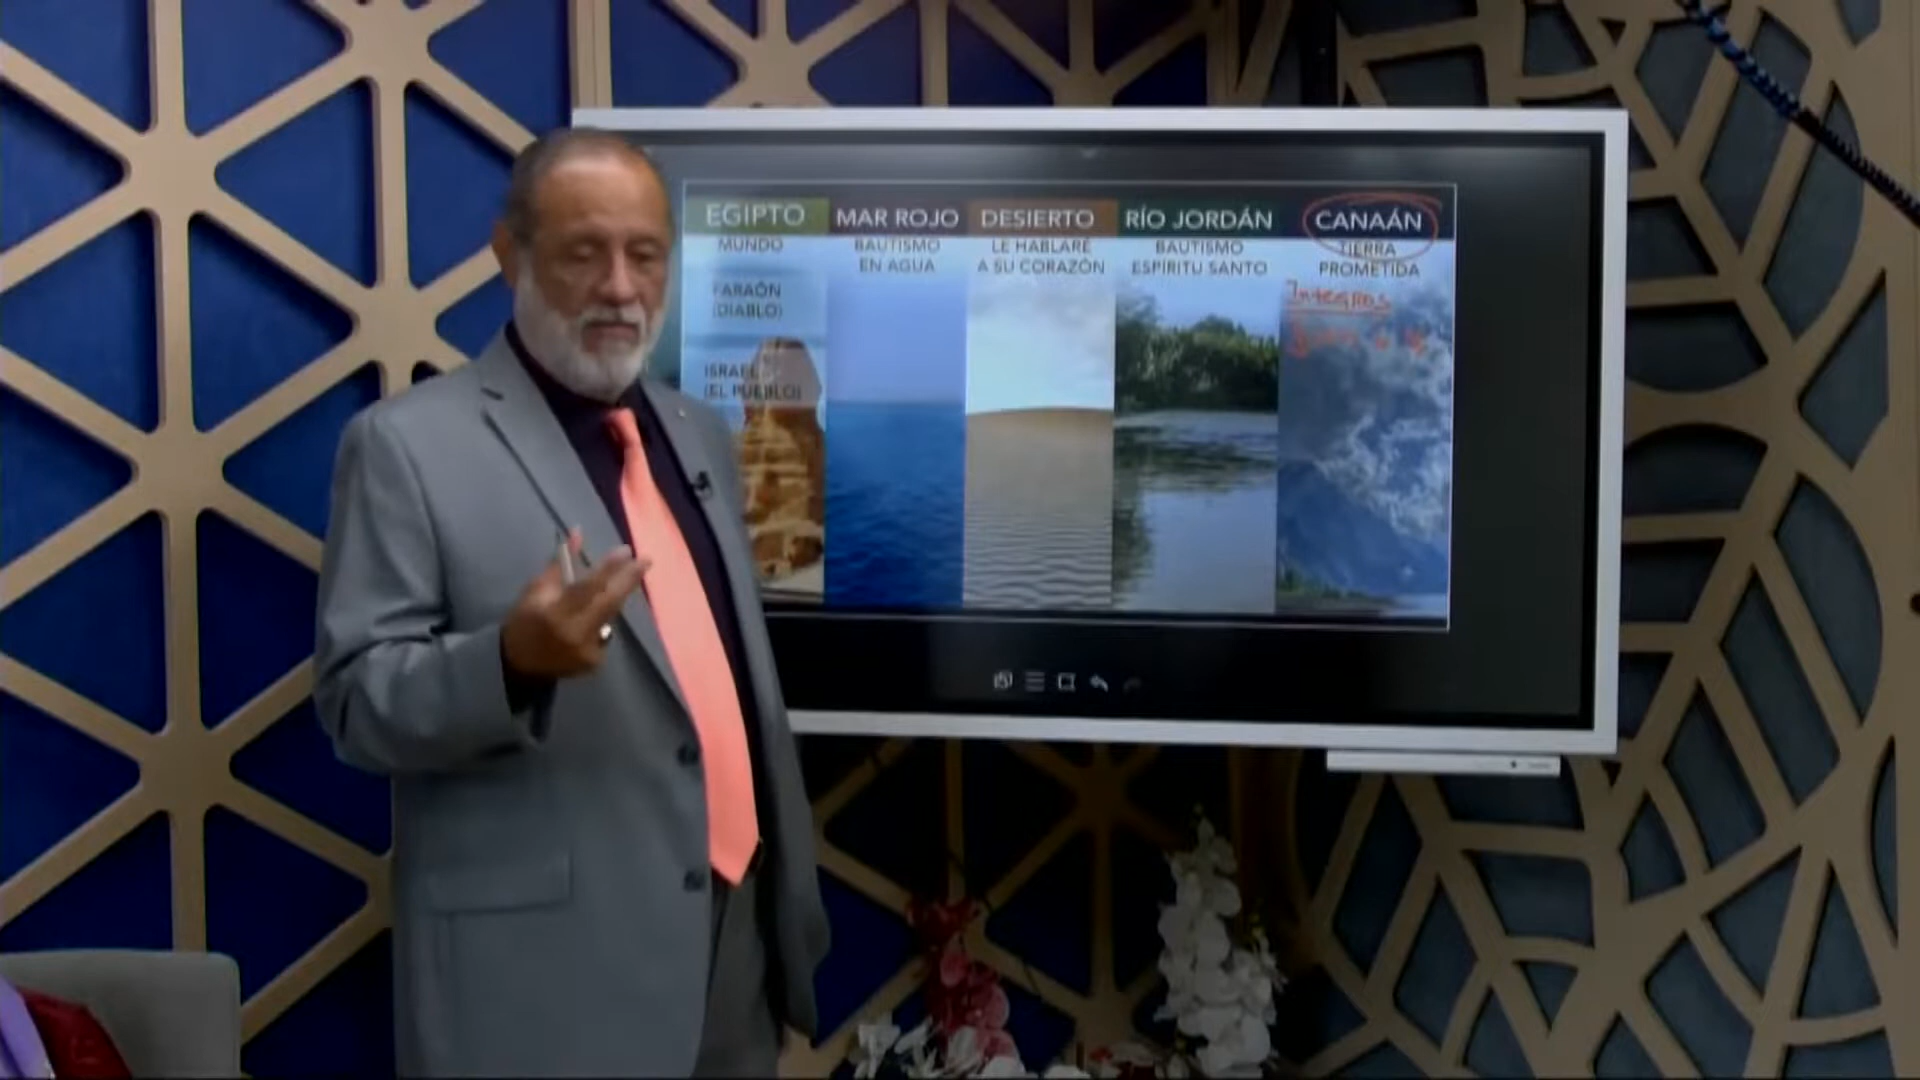 EGIPTO
MUNDO
FARAÓN
(DIABLO)
ISRAEL
(EL PUEBLO)
MAR ROJO
BAUTISMO
EN AGUA
DESIERTO
LE HABLARÉ
A SU CORAZÓN
RÍO JORDÁN
BAUTISMO
ESPÍRITU SANTO
CANAÁN
TIERRA
PROMETIDA
Integros